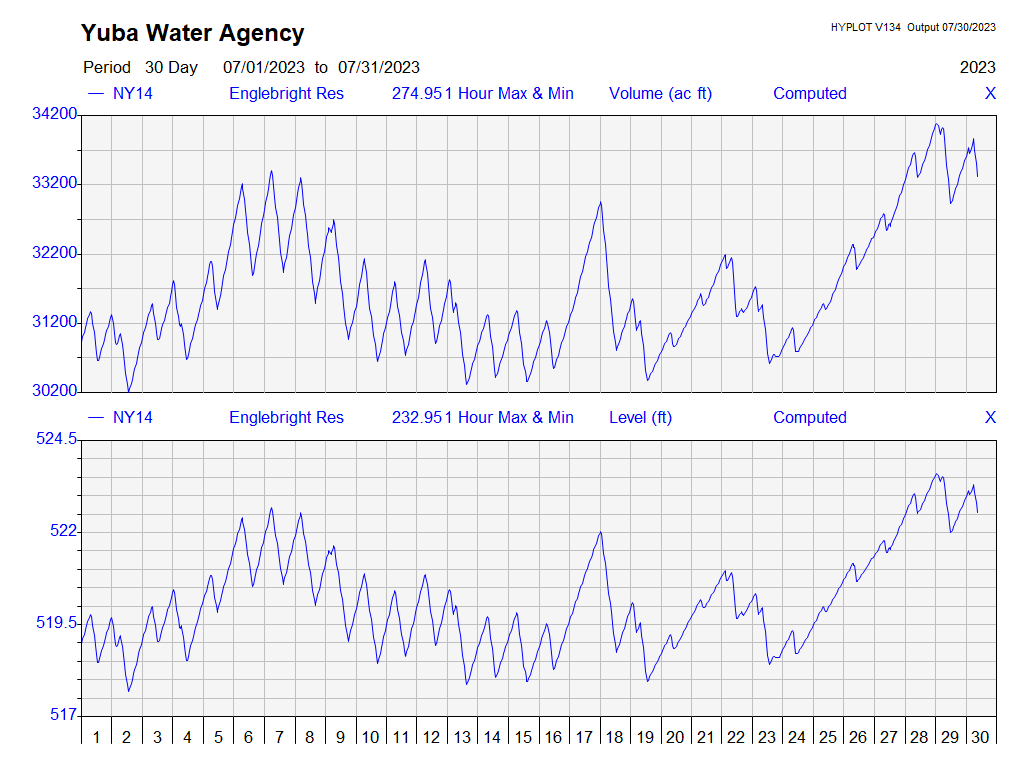 Yuba Water Agency
HYPLOT V134 Output 07/30/2023
Period 30 Day 07/01/2023 to 07/31/2023 2023
NY14 Englebright Res 274.951 Hour Max & Min Volume (ac ft) Computed X
34200
33200
32200
31200
30200
NY14 Englebright Res 232.951 Hour Max & Min Level (ft) Computed X
524.5
522
519.5
517
1 2 3 4 5 6 7 8 9 10 11 12 13 14 15 16 17 18 19 20 21 22 23 24 25 26 27 28 29 30